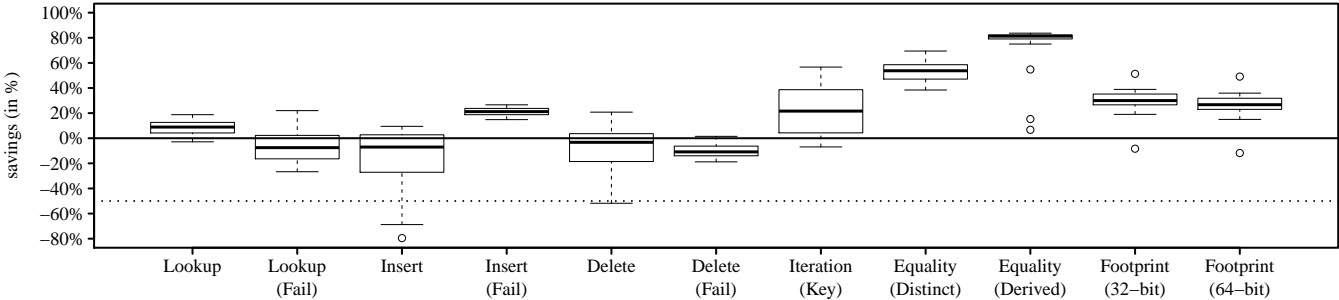 100%
80%
60%
40%
20%
0%
−20%
−40%
−60%
−80%
savings (in %)
Lookup
Lookup
(Fail)
Insert
Insert
(Fail)
Delete
Delete
(Fail)
Iteration
(Key)
Equality
(Distinct)
Equality
(Derived)
Footprint
(32−bit)
Footprint
(64−bit)